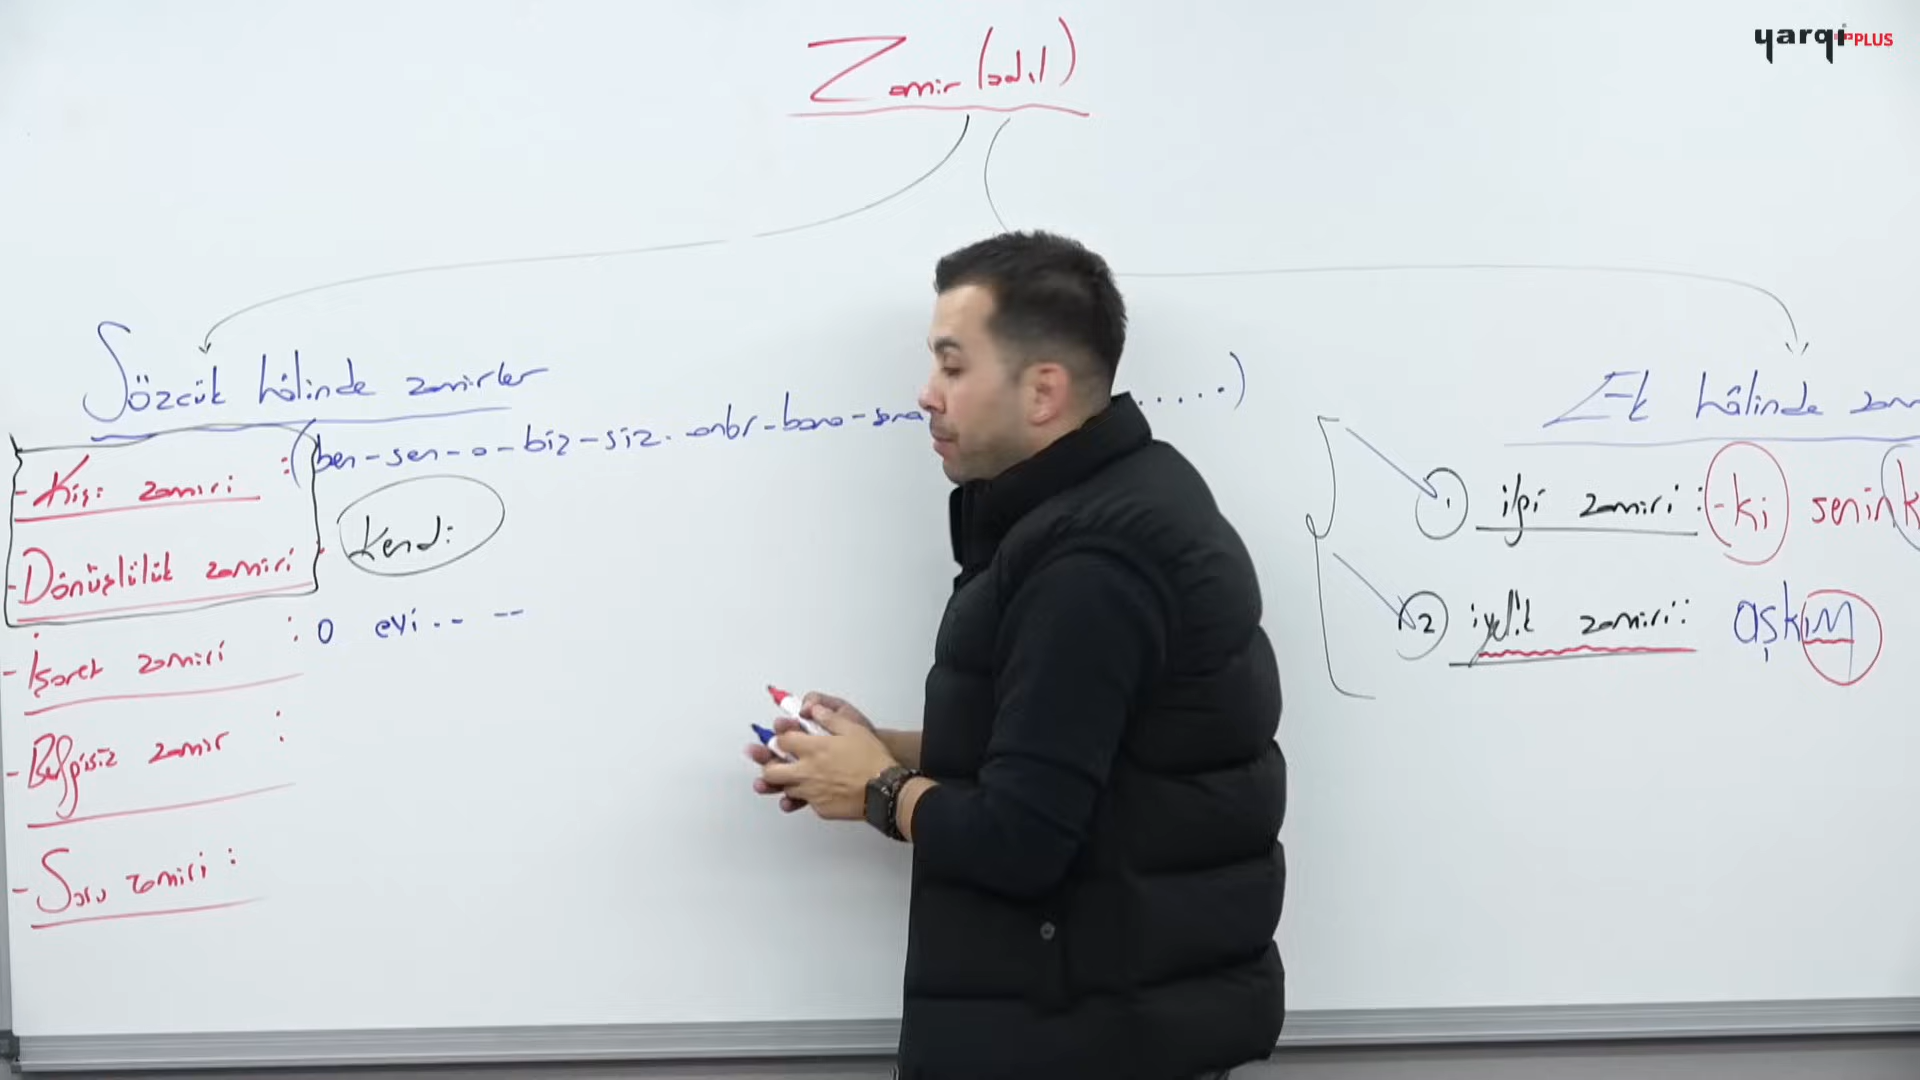 yargı PLUS
Zamir (adıl)
Sözcük hâlinde zamirler
- Kişi zamiri : (ben - sen - o - biz - siz - onlar - bana - sana .....)
- Dönüşlülük zamiri : Kendi
- İşaret zamiri : O evi .. --
- Belgisiz zamir :
- Soru zamiri :
Ek hâlinde zam
1 ilgi zamiri : -ki seninki
2 iyelik zamiri : aşkım